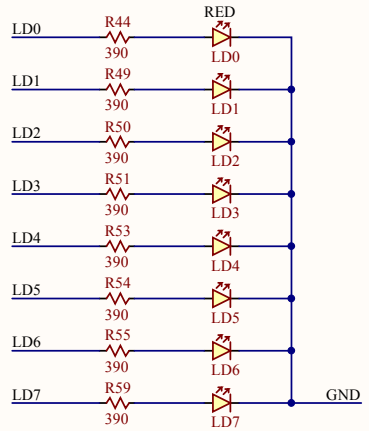 RED
LD0 R44
390 LD0
LD1 R49
390 LD1
LD2 R50
390 LD2
LD3 R51
390 LD3
LD4 R53
390 LD4
LD5 R54
390 LD5
LD6 R55
390 LD6
LD7 R59 GND
390 LD7